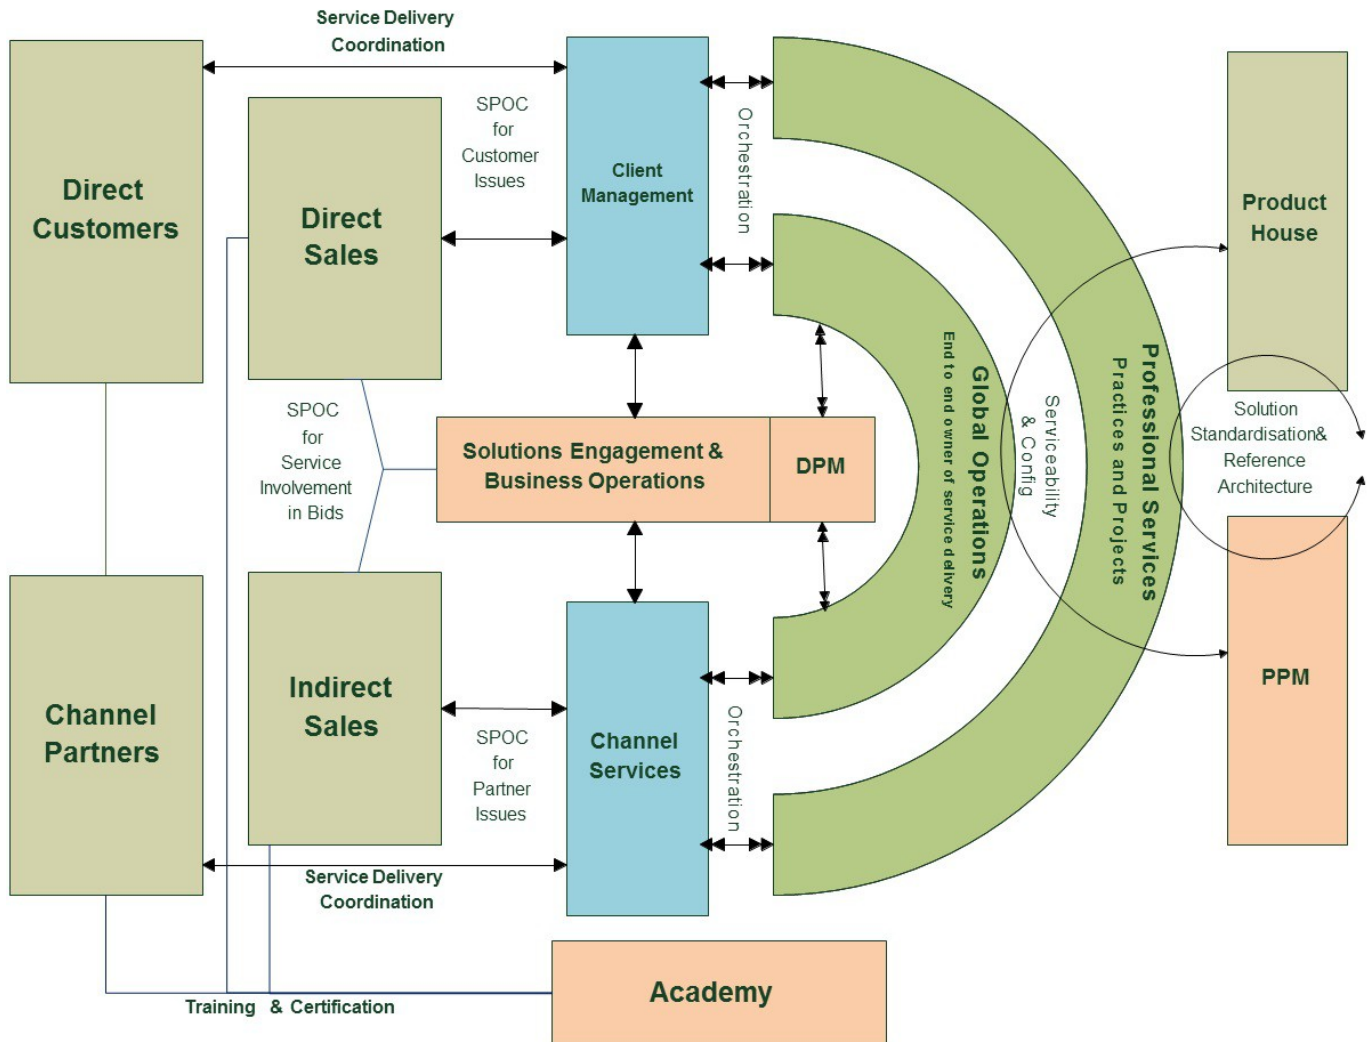 Service Delivery
Coordination
Direct
Customers
Direct
Sales
SPOC
for
Customer
Issues
Client
Management
Orchestration
Product
House
SPOC
for
Service
Involvement
in Bids
Solutions Engagement &
Business Operations
DPM
Global Operations
End to end owner of service delivery
Serviceability
& Config
Professional Services
Practices and Projects
Solution
Standardisation&
Reference
Architecture
Channel
Partners
Indirect
Sales
SPOC
for
Partner
Issues
Channel
Services
Orchestration
PPM
Service Delivery
Coordination
Academy
Training & Certification